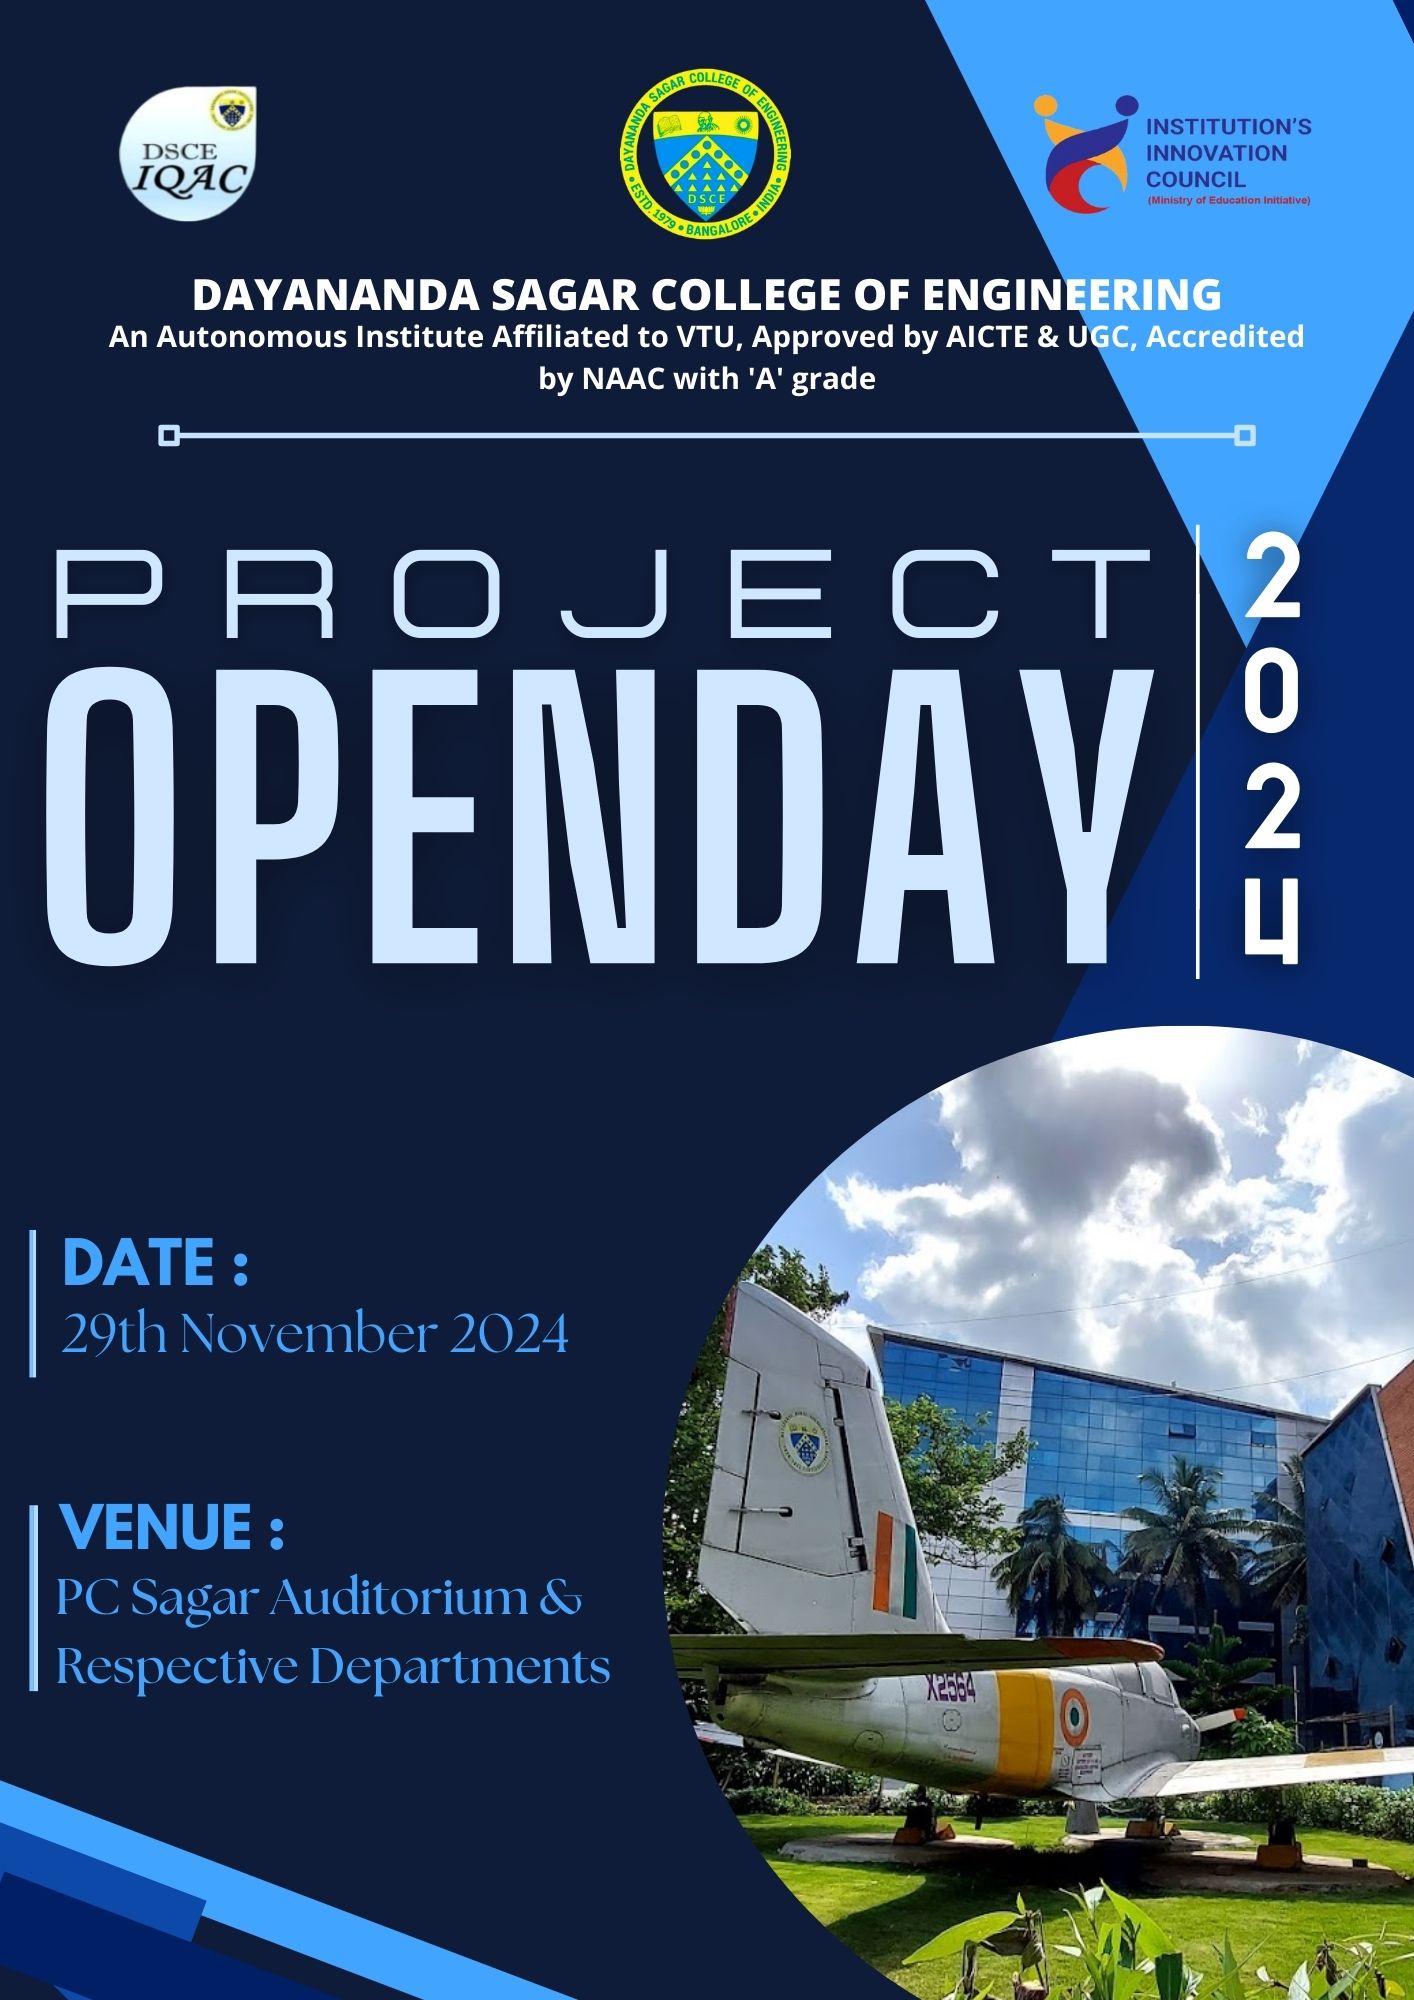 DSCE
IQAC
DAYANANDA SAGAR COLLEGE OF ENGINEERING
• ESTD. 1979 • BANGALORE • INDIA •
DSCE
INSTITUTION'S
INNOVATION
COUNCIL
(Ministry of Education Initiative)
DAYANANDA SAGAR COLLEGE OF ENGINEERING
An Autonomous Institute Affiliated to VTU, Approved by AICTE & UGC, Accredited
by NAAC with 'A' grade
PROJECT
OPENDAY
2024
DATE :
29th November 2024
VENUE :
PC Sagar Auditorium &
Respective Departments
X2564